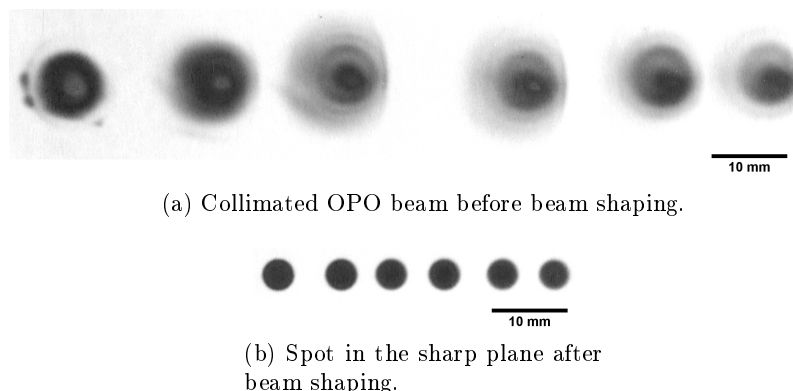 10 mm
(a) Collimated OPO beam before beam shaping.
10 mm
(b) Spot in the sharp plane after
beam shaping.